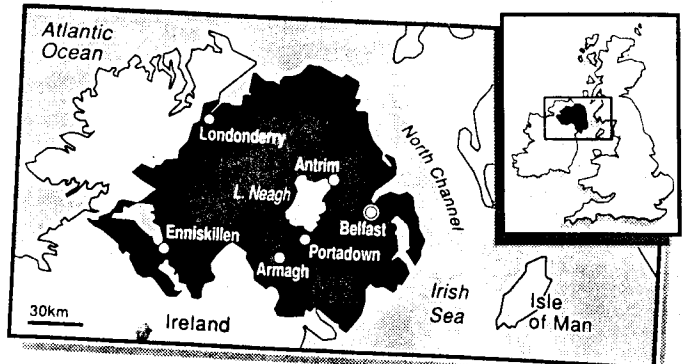 Atlantic
Ocean
Londonderry
Antrim
L. Neagh
North Channel
Belfast
Enniskillen
Portadown
Armagh
Irish
Sea
Isle
of Man
30km
Ireland